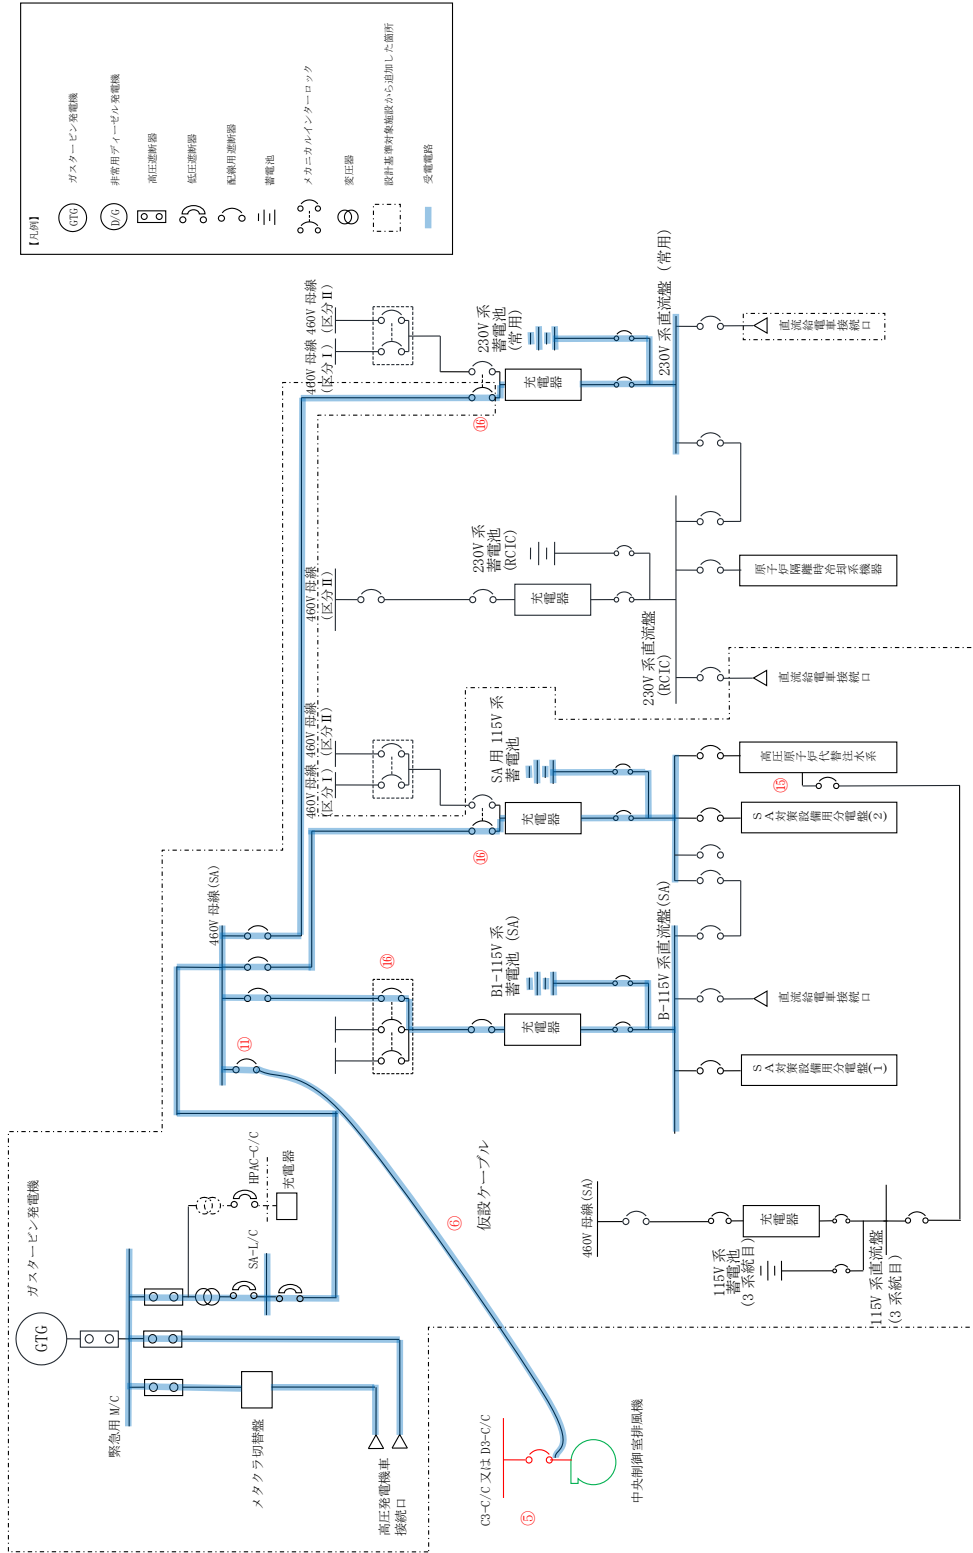 【凡例】
GTG
ガスタービン発電機
D/G
非常用ディーゼル発電機
高圧遮断器
低圧遮断器
配線用遮断器
蓄電池
メカニカルインターロック
変圧器
設計基準対象施設から追加した箇所
受電電路
ガスタービン発電機
GTG
緊急用 M/C
メタクラ切替盤
高圧発電機車
接続口
SA-L/C
HPAC-C/C
充電器
460V 母線(SA)
⑪
⑯
⑥
仮設ケーブル
C3-C/C 又は D3-C/C
⑤
中央制御室排風機
B1-115V 系
蓄電池 (SA)
充電器
B-115V 系直流盤(SA)
SA対策設備用分電盤(1)
直流給電車接続口
460V 母線
(区分Ⅰ)
460V 母線
(区分Ⅱ)
⑯
SA 用 115V 系
蓄電池
充電器
SA対策設備用分電盤(2)
高圧原子炉代替注水系
⑮
460V 母線
(区分Ⅱ)
230V 系
蓄電池
(RCIC)
充電器
230V 系直流盤
(RCIC)
直流給電車接続口
原子炉隔離時冷却系機器
460V 母線
(区分Ⅰ)
460V 母線
(区分Ⅱ)
⑯
230V 系
蓄電池
(常用)
充電器
230V 系直流盤 (常用)
直流給電車接続口
460V 母線(SA)
充電器
115V 系
蓄電池
(3 系統目)
115V 系直流盤
(3 系統目)